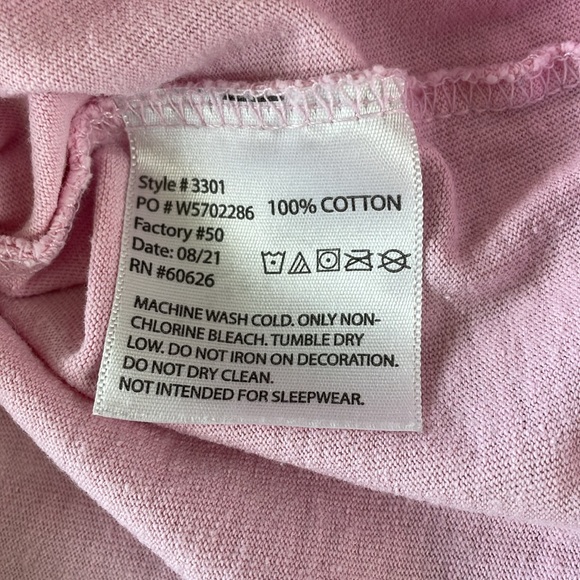 Style # 3301
PO # W5702286
Factory #50
Date: 08/21
RN #60626
100% COTTON
MACHINE WASH COLD. ONLY NON-
CHLORINE BLEACH. TUMBLE DRY
LOW. DO NOT IRON ON DECORATION.
DO NOT DRY CLEAN.
NOT INTENDED FOR SLEEPWEAR.